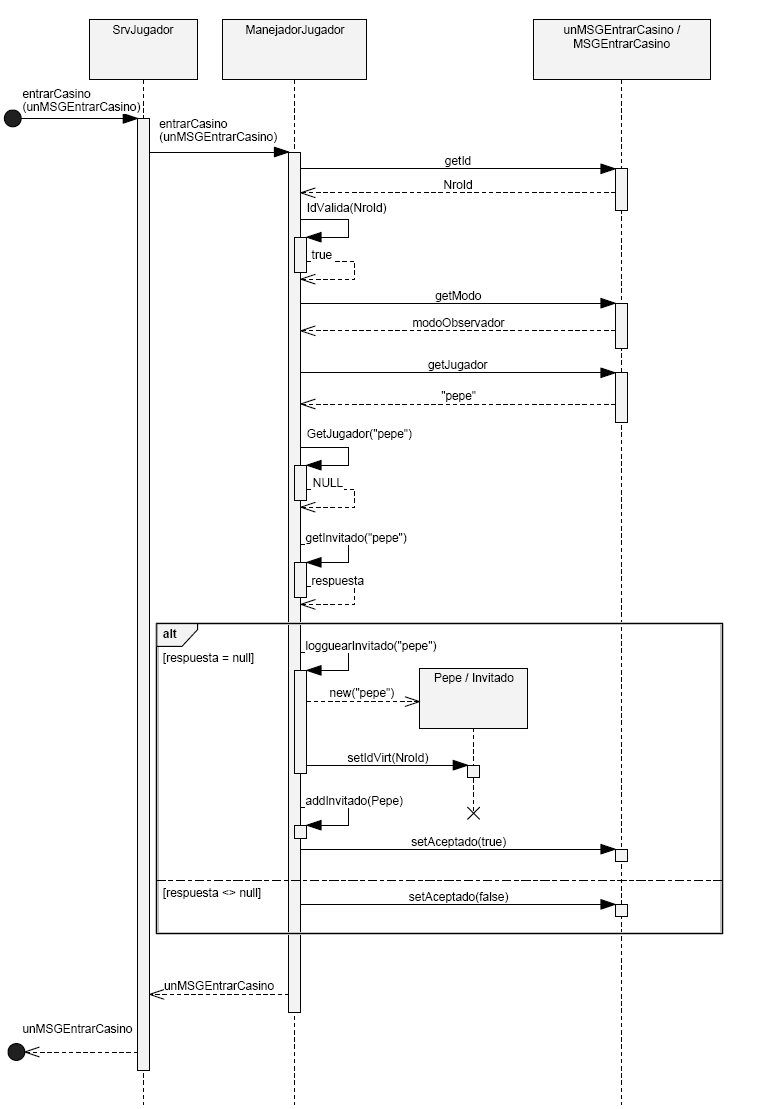 SrvJugador
ManejadorJugador
unMSGEntrarCasino /
MSGEntrarCasino
entrarCasino
(unMSGEntrarCasino)
entrarCasino
(unMSGEntrarCasino)
getId
NroId
IdValida(NroId)
true
getModo
modoObservador
getJugador
"pepe"
GetJugador("pepe")
NULL
getInvitado("pepe")
respuesta
alt
[respuesta = null]
logguearInvitado("pepe")
Pepe / Invitado
new("pepe")
setIdVirt(NroId)
addInvitado(Pepe)
setAceptado(true)
[respuesta <> null]
setAceptado(false)
unMSGEntrarCasino
unMSGEntrarCasino